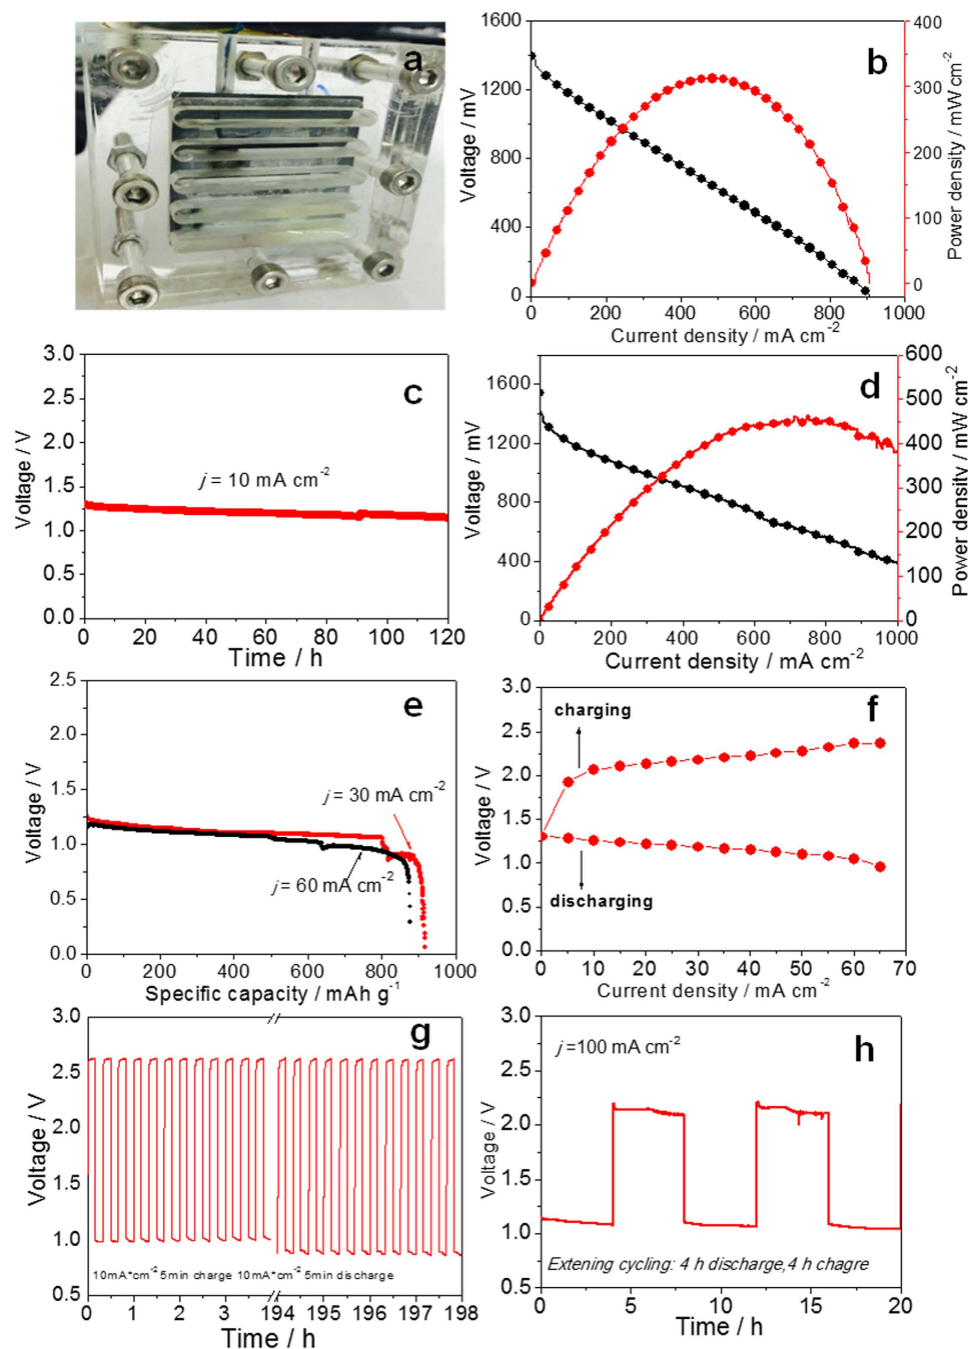 a
b
1600
1200
800
400
0
Voltage / mV
400
300
200
100
0
Power density / mW cm-2
0 200 400 600 800 1000
Current density / mA cm-2
c
3.0
2.5
2.0
1.5
1.0
0.5
0.0
Voltage / V
j = 10 mA cm-2
0 20 40 60 80 100 120
Time / h
d
1600
1200
800
400
0
Voltage / mV
600
500
400
300
200
100
0
Power density / mW cm-2
0 200 400 600 800 1000
Current density / mA cm-2
e
2.5
2.0
1.5
1.0
0.5
0.0
Voltage / V
j = 30 mA cm-2
j = 60 mA cm-2
0 200 400 600 800 1000
Specific capacity / mAh g-1
f
3.0
2.5
2.0
1.5
1.0
0.5
0.0
Voltage / V
charging
discharging
0 10 20 30 40 50 60 70
Current density / mA cm-2
g
3.0
2.5
2.0
1.5
1.0
0.5
Voltage / V
10mA*cm-2 5min charge 10mA*cm-2 5min discharge
0 1 2 3 4 194 195 196 197 198
Time / h
h
3.0
2.5
2.0
1.5
1.0
0.5
Voltage / V
j =100 mA cm-2
Extening cycling: 4 h discharge,4 h chagre
0 5 10 15 20
Time / h